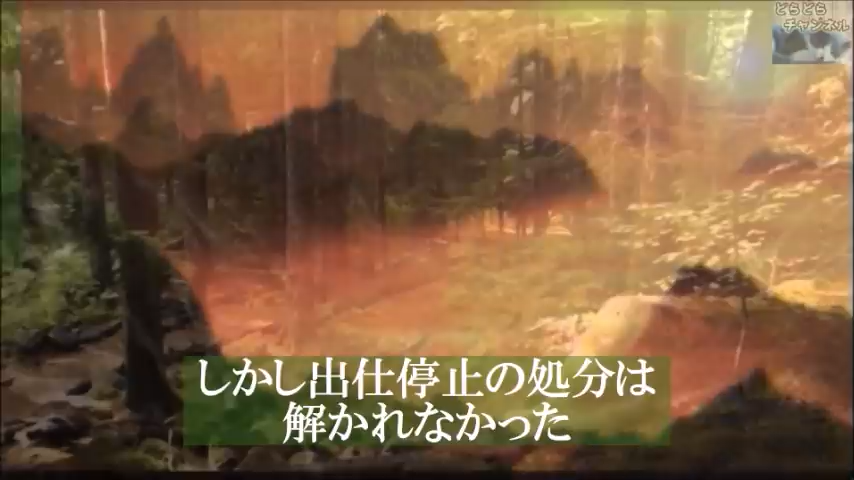 どらどら
チャンネル
しかし出仕停止の処分は
解かれなかった